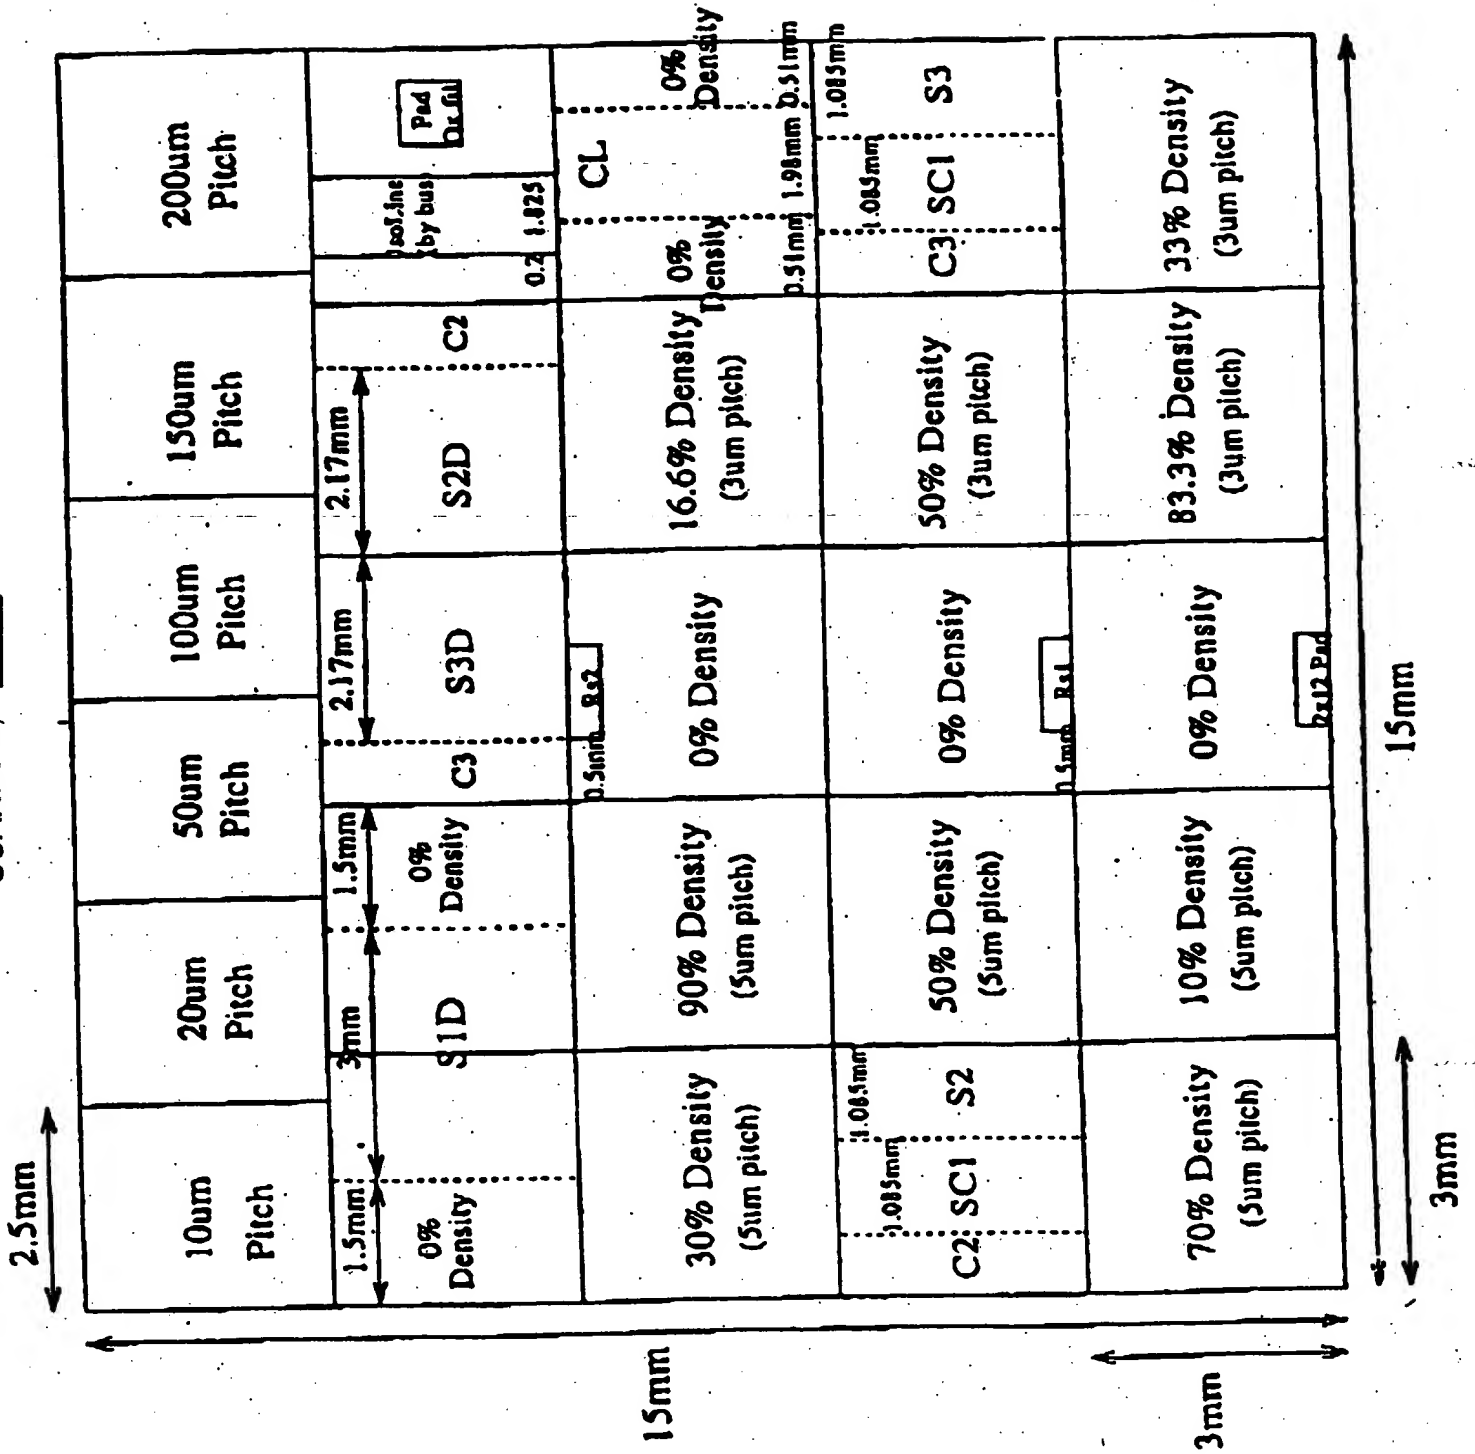 2.5mm
10um
Pitch
20um
Pitch
50um
Pitch
100um
Pitch
150um
Pitch
200um
Pitch
1.5mm
0%
Density
3mm
S1D
1.5mm
0%
Density
C3
2.17mm
S3D
2.17mm
S2D
C2
0.2
(by bus)
1.825
Pad
30% Density
(5um pitch)
90% Density
(5um pitch)
0.5mm
Rs2
0% Density
16.6% Density
(3um pitch)
0%
Density
0.51mm
CL
1.98mm
0%
Density
0.51mm
C2
1.085mm
SC1
1.085mm
S2
50% Density
(5um pitch)
0% Density
0.5mm
Rs1
50% Density
(3um pitch)
C3
1.085mm
SC1
1.085mm
S3
70% Density
(5um pitch)
10% Density
(5um pitch)
0% Density
2x12 Pad
83.3% Density
(3um pitch)
33% Density
(3um pitch)
15mm
3mm
3mm
15mm